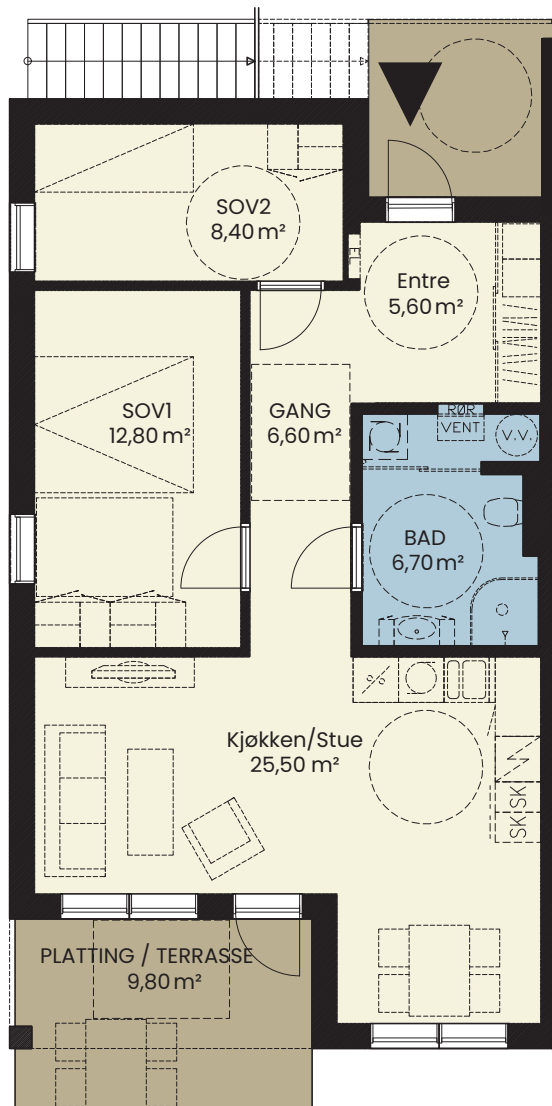 SOV2
8,40 m²
EL
Entre
5,60 m²
SOV1
12,80 m²
GANG
6,60 m²
RØR
VENT
V.V.
BAD
6,70 m²
Kjøkken/Stue
25,50 m²
SK SK
PLATTING / TERRASSE
9,80 m²